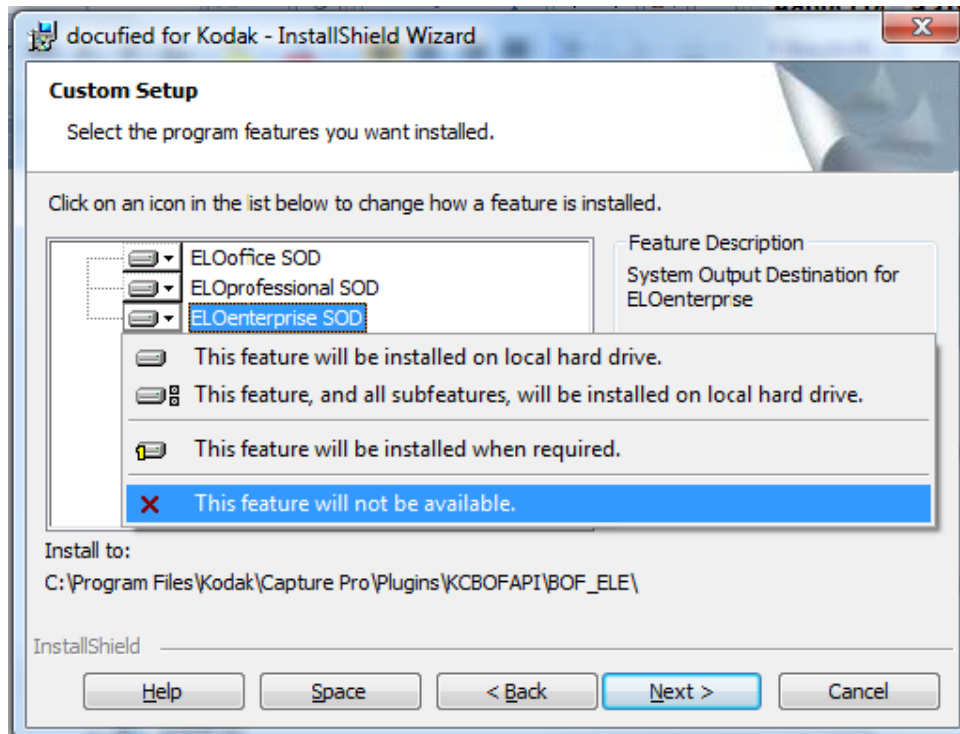 docufied for Kodak - InstallShield Wizard
Custom Setup
Select the program features you want installed.
Click on an icon in the list below to change how a feature is installed.
ELOoffice SOD
ELOprofessional SOD
ELOenterprise SOD
Feature Description
System Output Destination for
ELOenterprise
This feature will be installed on local hard drive.
This feature, and all subfeatures, will be installed on local hard drive.
This feature will be installed when required.
This feature will not be available.
Install to:
C:\Program Files\Kodak\Capture Pro\Plugins\KCBOFAPI\BOF_ELE\
InstallShield
Help
Space
< Back
Next >
Cancel